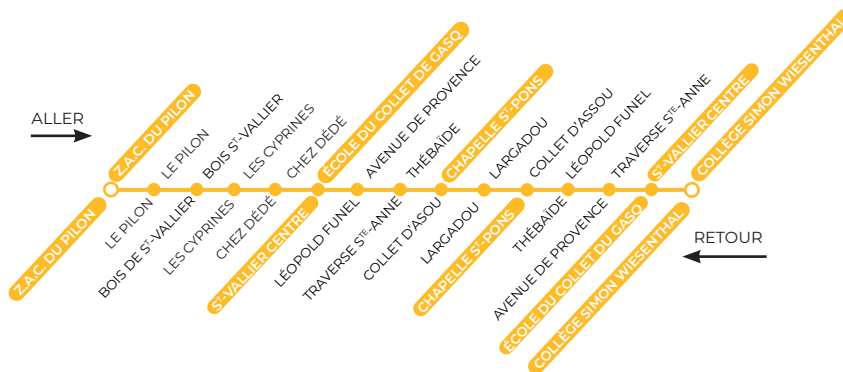 ALLER
Z.A.C. DU PILON
LE PILON
BOIS ST-VALLIER
LES CYPRINES
CHEZ DÉDÉ
ÉCOLE DU COLLET DE GASQ
AVENUE DE PROVENCE
THÉBAÏDE
CHAPELLE ST-PONS
LARGADOU
COLLET D'ASSOU
LÉOPOLD FUNEL
TRAVERSE STE-ANNE
ST-VALLIER CENTRE
COLLÈGE SIMON WIESENTHAL
Z.A.C. DU PILON
LE PILON
BOIS DE ST-VALLIER
LES CYPRINES
CHEZ DÉDÉ
ST-VALLIER CENTRE
LÉOPOLD FUNEL
TRAVERSE STE-ANNE
COLLET D'ASOU
LARGADOU
CHAPELLE ST-PONS
THÉBAÏDE
AVENUE DE PROVENCE
ÉCOLE DU COLLET DU GASQ
COLLÈGE SIMON WIESENTHAL
RETOUR